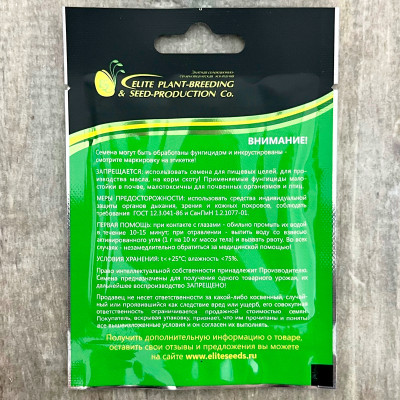 ELITE PLANT-BREEDING
& SEED-PRODUCTION Co.
ВНИМАНИЕ!
Семена могут быть обработаны фунгицидом и инкрустированы -
смотрите маркировку на этикетке!
ЗАПРЕЩАЕТСЯ: использовать семена для пищевых целей, для про-
изводства масла, на корм скоту! Применяемые фунгициды мало-
стойки в почве, малотоксичны для почвенных организмов и птиц.
МЕРЫ ПРЕДОСТОРОЖНОСТИ: использовать средства индивидуальной
защиты органов дыхания, зрения и кожных покровов, соблюдать
требования ГОСТ 12.3.041-86 и СанПиН 1.2.1077-01.
ПЕРВАЯ ПОМОЩЬ: при контакте с глазами - обильно промыть их водой
в течение 10-15 минут; при отравлении - выпить воду со взвесью
активированного угля (1 г на 10 кг массы тела) и вызвать рвоту. Во всех
случаях - незамедлительно обратиться за медицинской помощью!
УСЛОВИЯ ХРАНЕНИЯ: t< +25°С; влажность <75%.
Право интеллектуальной собственности принадлежит Производителю.
Семена предназначены для получения одного товарного урожая, их
дальнейшее воспроизводство ЗАПРЕЩЕНО!
Продавец не несет ответственности за какой-либо косвенный, случай-
ный или проявившийся как следствие вред или ущерб, его совокупная
ответственность ограничивается продажной стоимостью семян.
Покупатель, вскрывая упаковку, признает, что им прочитаны и поняты
все вышеизложенные условия и он согласен их выполнять.
Получить дополнительную информацию о товаре,
оставить свои отзывы и предложения вы можете
на сайте www.eliteseeds.ru